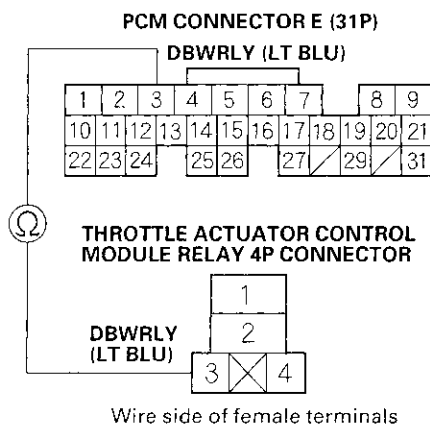 PCM CONNECTOR E (31P)
DBWRLY (LT BLU)
1 2 3 4 5 6 7 8 9
10 11 12 13 14 15 16 17 18 19 20 21
22 23 24 25 26 27 29 31
Ω
THROTTLE ACTUATOR CONTROL
MODULE RELAY 4P CONNECTOR
1
2
DBWRLY
(LT BLU)
3 4
Wire side of female terminals